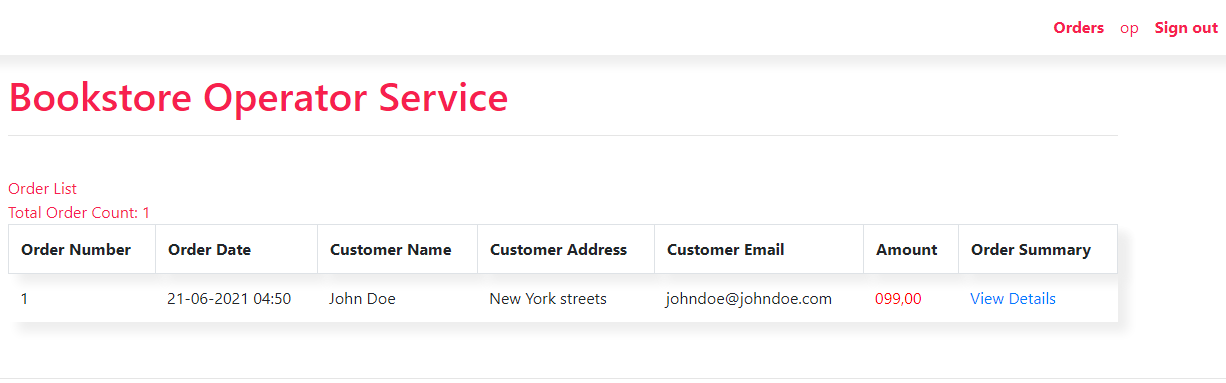 Orders op Sign out
Bookstore Operator Service
Order List
Total Order Count: 1
Order Number Order Date Customer Name Customer Address Customer Email Amount Order Summary
1 21-06-2021 04:50 John Doe New York streets johndoe@johndoe.com 099,00 View Details